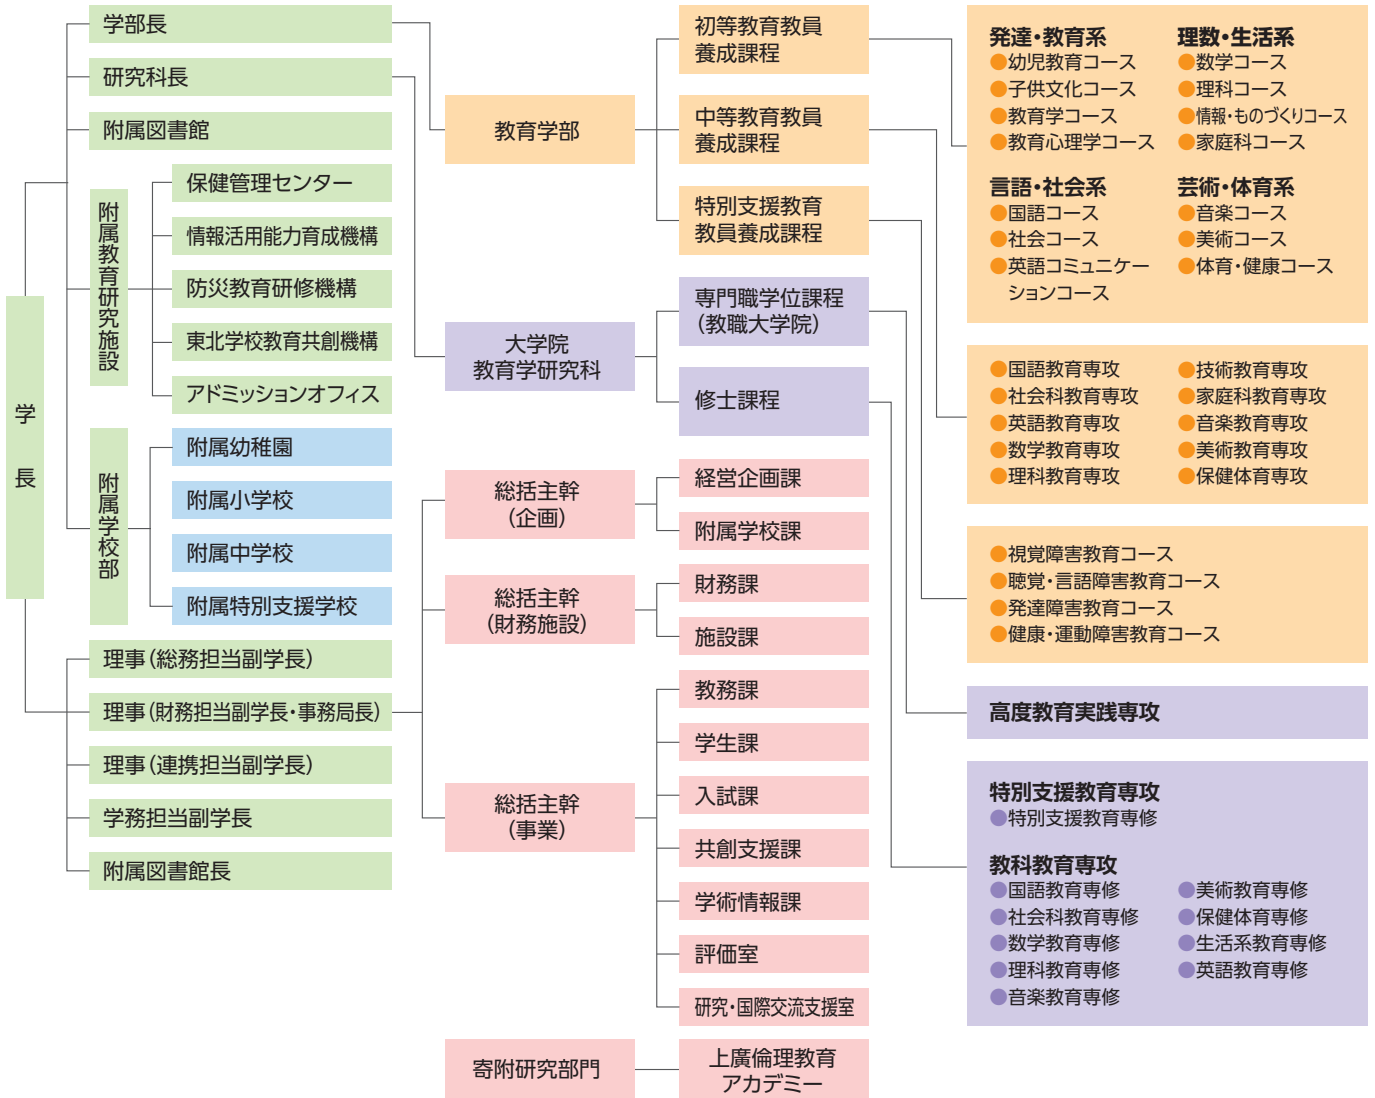 学長
学部長
研究科長
附属図書館
附属教育研究施設
保健管理センター
情報活用能力育成機構
防災教育研修機構
東北学校教育共創機構
アドミッションオフィス
附属学校部
附属幼稚園
附属小学校
附属中学校
附属特別支援学校
理事（総務担当副学長）
理事（財務担当副学長・事務局長）
理事（連携担当副学長）
学務担当副学長
附属図書館長
教育学部
大学院
教育学研究科
総括主幹
（企画）
総括主幹
（財務施設）
総括主幹
（事業）
寄附研究部門
初等教育教員
養成課程
中等教育教員
養成課程
特別支援教育
教員養成課程
専門職学位課程
（教職大学院）
修士課程
経営企画課
附属学校課
財務課
施設課
教務課
学生課
入試課
共創支援課
学術情報課
評価室
研究・国際交流支援室
上廣倫理教育
アカデミー
発達・教育系
●幼児教育コース
●子供文化コース
●教育学コース
●教育心理学コース
理数・生活系
●数学コース
●理科コース
●情報・ものづくりコース
●家庭科コース
言語・社会系
●国語コース
●社会コース
●英語コミュニケー
ションコース
芸術・体育系
●音楽コース
●美術コース
●体育・健康コース
●国語教育専攻
●社会科教育専攻
●英語教育専攻
●数学教育専攻
●理科教育専攻
●技術教育専攻
●家庭科教育専攻
●音楽教育専攻
●美術教育専攻
●保健体育専攻
●視覚障害教育コース
●聴覚・言語障害教育コース
●発達障害教育コース
●健康・運動障害教育コース
高度教育実践専攻
特別支援教育専攻
●特別支援教育専修
教科教育専攻
●国語教育専修
●社会科教育専修
●数学教育専修
●理科教育専修
●音楽教育専修
●美術教育専修
●保健体育専修
●生活系教育専修
●英語教育専修